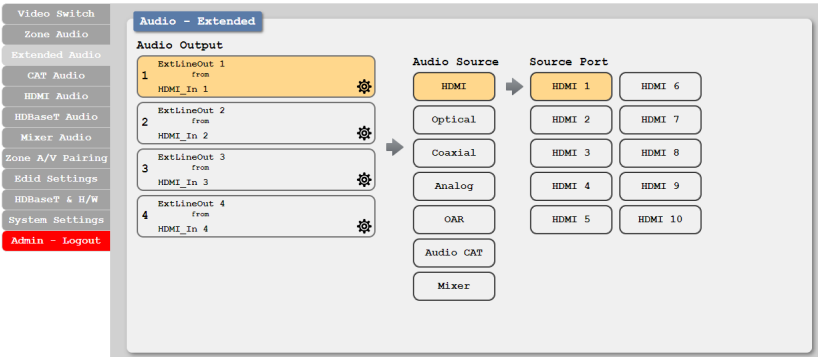 Video Switch
Zone Audio
Extended Audio
CAT Audio
HDMI Audio
HDBaseT Audio
Mixer Audio
Zone A/V Pairing
Edid Settings
HDBaseT & H/W
System Settings
Admin - Logout
Audio - Extended
Audio Output
1
ExtLineOut 1
from
HDMI_In 1
2
ExtLineOut 2
from
HDMI_In 2
3
ExtLineOut 3
from
HDMI_In 3
4
ExtLineOut 4
from
HDMI_In 4
Audio Source
HDMI
Optical
Coaxial
Analog
OAR
Audio CAT
Mixer
Source Port
HDMI 1
HDMI 2
HDMI 3
HDMI 4
HDMI 5
HDMI 6
HDMI 7
HDMI 8
HDMI 9
HDMI 10